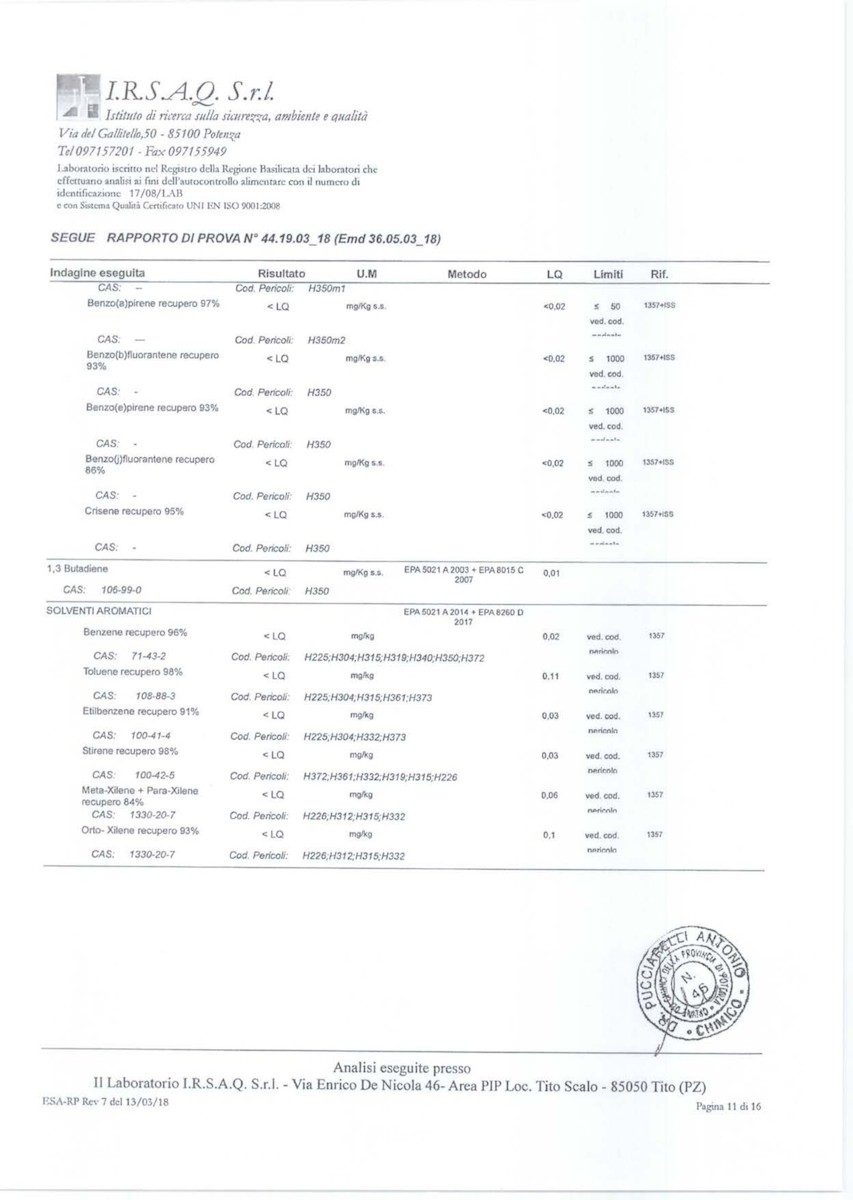 I.R.S.A.Q. S.r.l.
Istituto di ricerca sulla sicurezza, ambiente e qualità
Via del Gallitello,50 - 85100 Potenza
Tel 097157201 - Fax 097155949
Laboratorio iscritto nel Registro della Regione Basilicata dei laboratori che
effettuano analisi ai fini dell'autocontrollo alimentare con il numero di
identificazione 17/08/LAB
e con Sistema Qualità Certificato UNI EN ISO 9001:2008
SEGUE RAPPORTO DI PROVA N° 44.19.03_18 (Emd 36.05.03_18)
Indagine eseguita Risultato U.M Metodo LQ Limiti Rif.
CAS: -- Cod. Pericoli: H350m1
Benzo(a)pirene recupero 97% < LQ mg/Kg s.s. <0,02 ≤ 50 1357+ISS
ved. cod.
CAS: --- Cod. Pericoli: H350m2
Benzo(b)fluorantene recupero < LQ mg/Kg s.s. <0,02 ≤ 1000 1357+ISS
93% ved. cod.
CAS: - Cod. Pericoli: H350
Benzo(e)pirene recupero 93% < LQ mg/Kg s.s. <0,02 ≤ 1000 1357+ISS
ved. cod.
CAS: - Cod. Pericoli: H350
Benzo(j)fluorantene recupero < LQ mg/Kg s.s. <0,02 ≤ 1000 1357+ISS
86% ved. cod.
CAS: - Cod. Pericoli: H350
Crisene recupero 95% < LQ mg/Kg s.s. <0,02 ≤ 1000 1357+ISS
ved. cod.
CAS: - Cod. Pericoli: H350
1,3 Butadiene < LQ mg/Kg s.s. EPA 5021 A 2003 + EPA 8015 C 0,01
2007
CAS: 106-99-0 Cod. Pericoli: H350
SOLVENTI AROMATICI EPA 5021 A 2014 + EPA 8260 D
2017
Benzene recupero 96% < LQ mg/kg 0,02 ved. cod. 1357
pericolo
CAS: 71-43-2 Cod. Pericoli: H225;H304;H315;H319;H340;H350;H372
Toluene recupero 98% < LQ mg/kg 0,11 ved. cod. 1357
pericolo
CAS: 108-88-3 Cod. Pericoli: H225;H304;H315;H361;H373
Etilbenzene recupero 91% < LQ mg/kg 0,03 ved. cod. 1357
pericolo
CAS: 100-41-4 Cod. Pericoli: H225;H304;H332;H373
Stirene recupero 98% < LQ mg/kg 0,03 ved. cod. 1357
pericolo
CAS: 100-42-5 Cod. Pericoli: H372;H361;H332;H319;H315;H226
Meta-Xilene + Para-Xilene < LQ mg/kg 0,06 ved. cod. 1357
recupero 84% pericolo
CAS: 1330-20-7 Cod. Pericoli: H226;H312;H315;H332
Orto- Xilene recupero 93% < LQ mg/kg 0,1 ved. cod. 1357
pericolo
CAS: 1330-20-7 Cod. Pericoli: H226;H312;H315;H332
DR. PUCCIARELLI ANTONIO • CHIMICO •
DELLA PROVINCIA DI POTENZA
N. 46
Analisi eseguite presso
Il Laboratorio I.R.S.A.Q. S.r.l. - Via Enrico De Nicola 46- Area PIP Loc. Tito Scalo - 85050 Tito (PZ)
ESA-RP Rev 7 del 13/03/18
Pagina 11 di 16